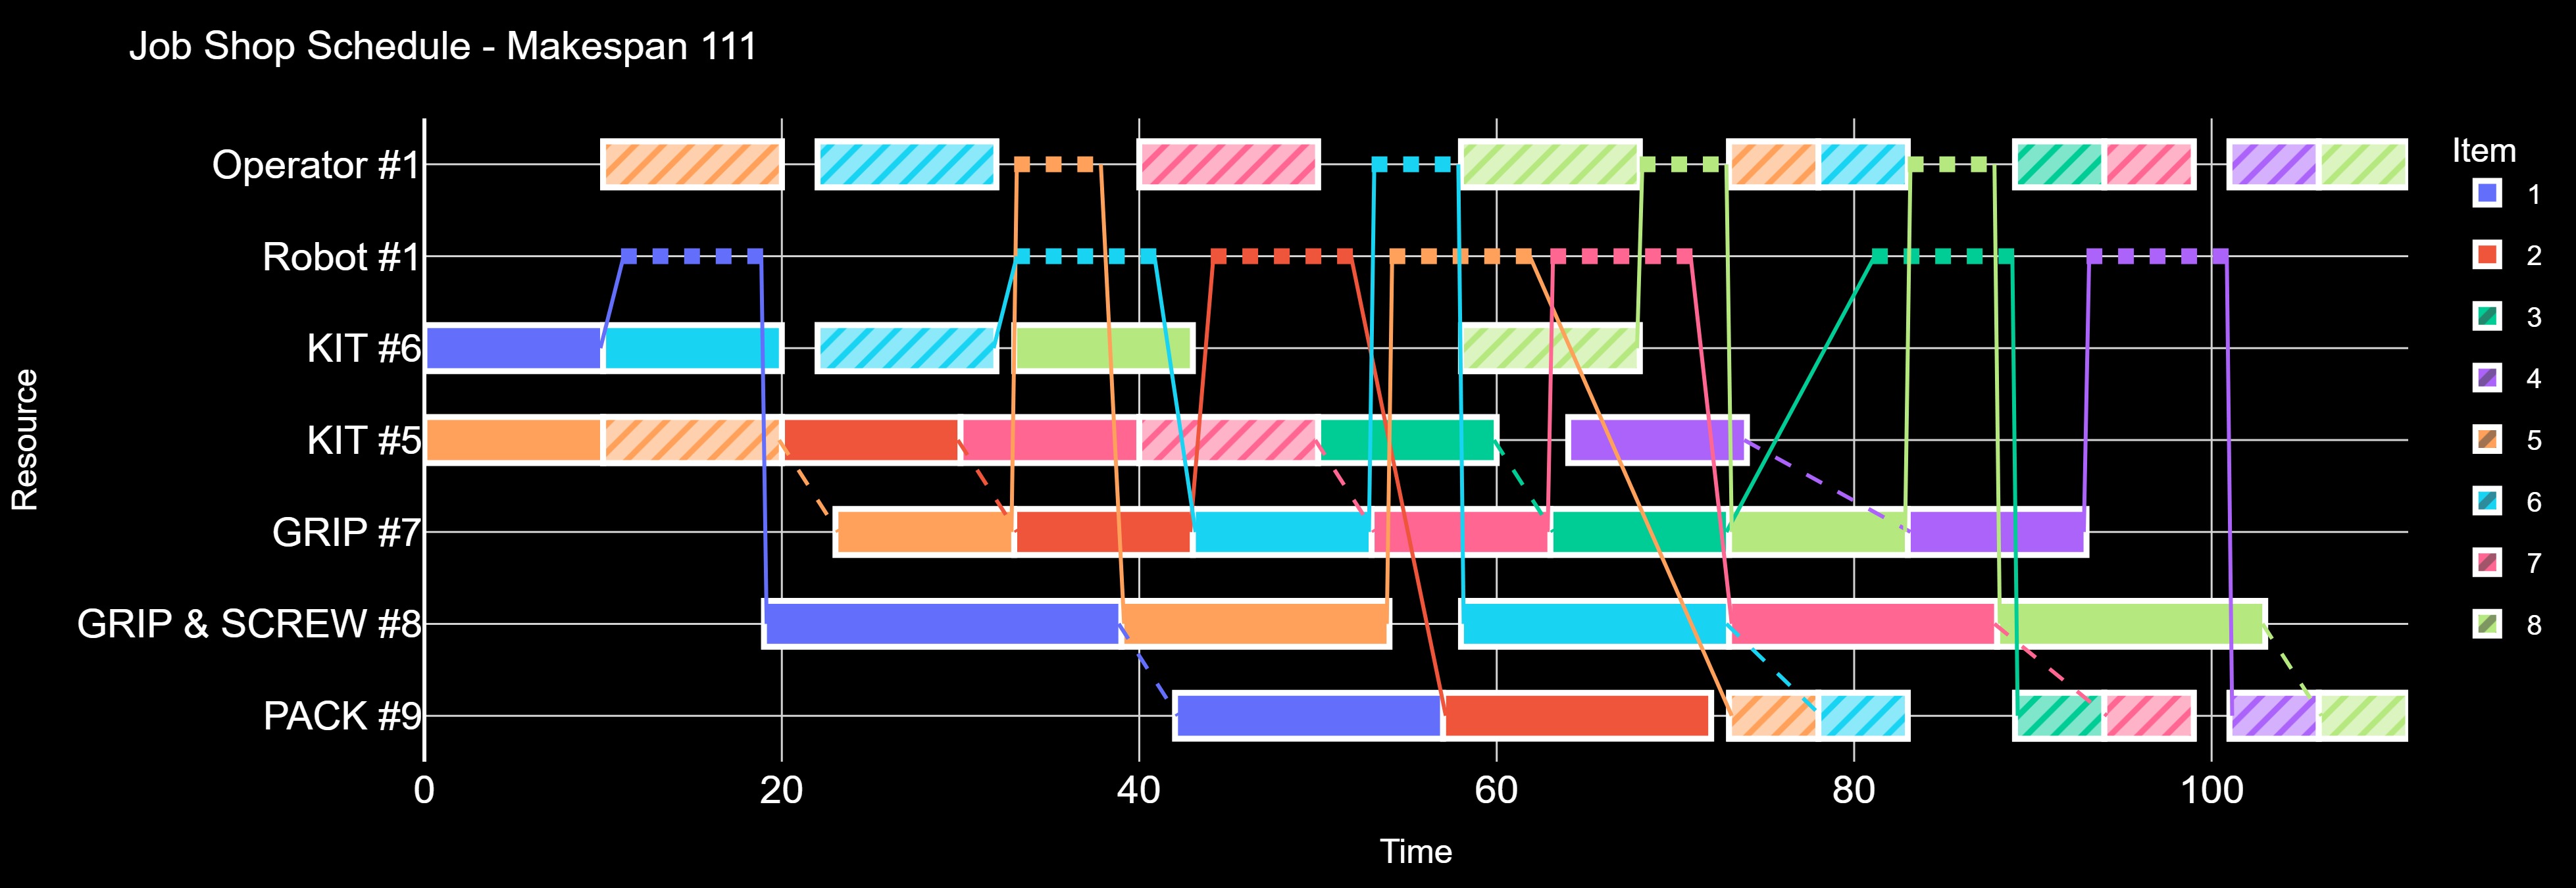 Job Shop Schedule - Makespan 111
Operator #1
Robot #1
KIT #6
KIT #5
GRIP #7
GRIP & SCREW #8
PACK #9
Resource
0 20 40 60 80 100
Time
Item
1
2
3
4
5
6
7
8